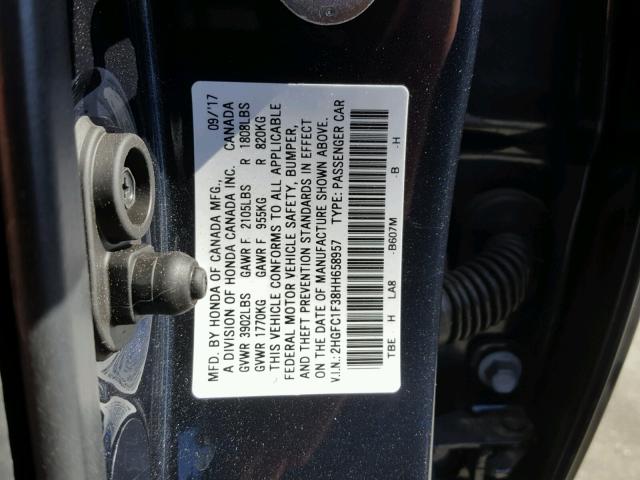 MFD. BY HONDA OF CANADA MFG., 09/'17
A DIVISION OF HONDA CANADA INC. CANADA
GVWR 3902LBS GAWR F 2105LBS R 1808LBS
GVWR 1770KG GAWR F 955KG R 820KG
THIS VEHICLE CONFORMS TO ALL APPLICABLE
FEDERAL MOTOR VEHICLE SAFETY, BUMPER,
AND THEFT PREVENTION STANDARDS IN EFFECT
ON THE DATE OF MANUFACTURE SHOWN ABOVE.
V.I.N.: 2HGFC1F38HH658957 TYPE: PASSENGER CAR
TBE H LA8 -B607M -B -H